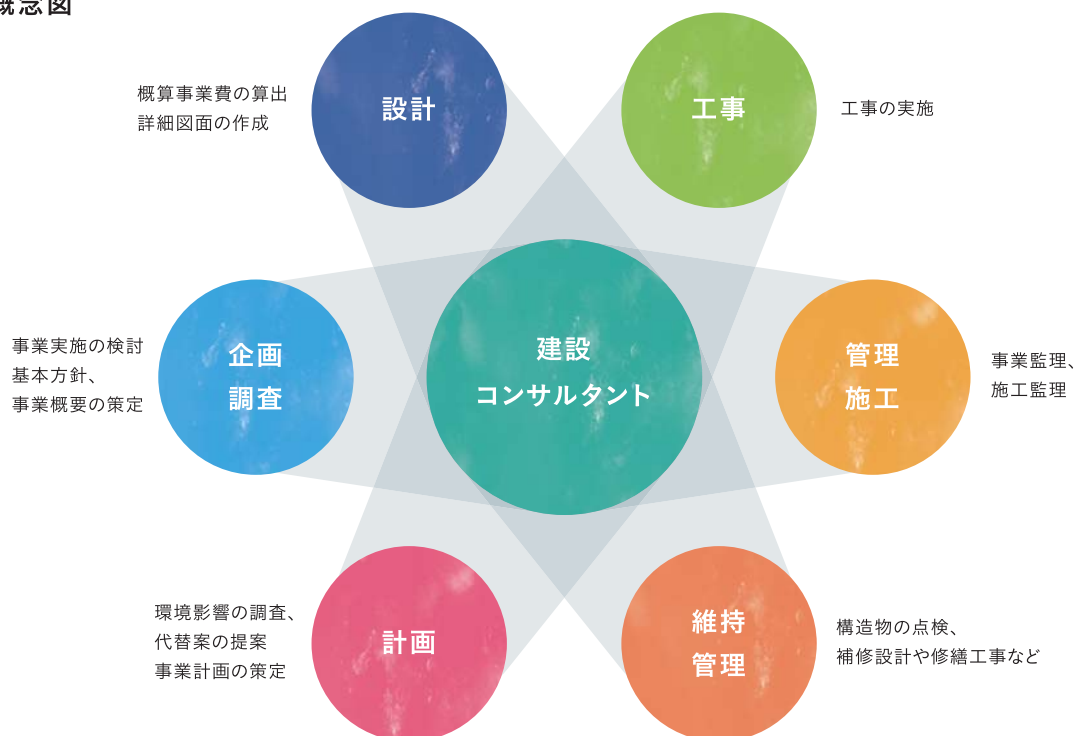 概念図
概算事業費の算出
詳細図面の作成
設計
工事
工事の実施
事業実施の検討
基本方針、
事業概要の策定
企画
調査
建設
コンサルタント
管理
施工
事業監理、
施工監理
環境影響の調査、
代替案の提案
事業計画の策定
計画
維持
管理
構造物の点検、
補修設計や修繕工事など